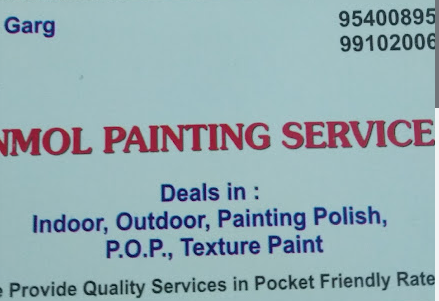 Garg
95400895
99102006
NMOL PAINTING SERVICE
Deals in :
Indoor, Outdoor, Painting Polish,
P.O.P., Texture Paint
e Provide Quality Services in Pocket Friendly Rate